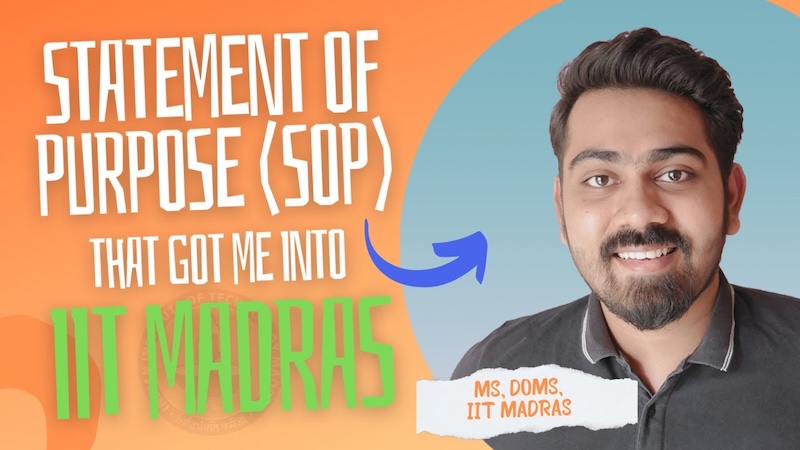 STATEMENT OF
PURPOSE (SOP)
THAT GOT ME INTO
IIT MADRAS
MS, DOMS,
IIT MADRAS